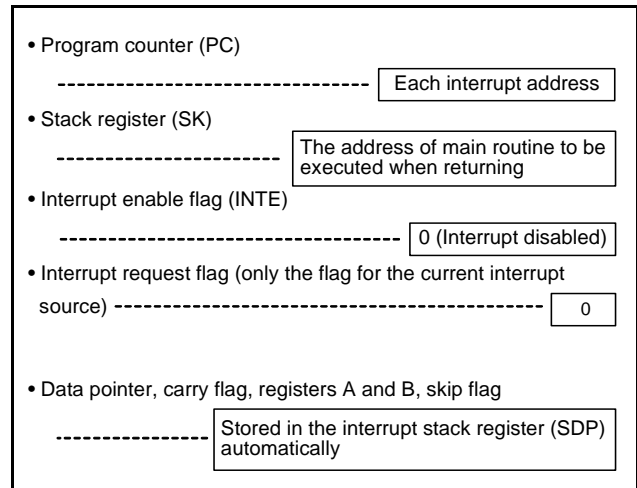 • Program counter (PC)
Each interrupt address
• Stack register (SK)
The address of main routine to be
executed when returning
• Interrupt enable flag (INTE)
0 (Interrupt disabled)
• Interrupt request flag (only the flag for the current interrupt
source)
0
• Data pointer, carry flag, registers A and B, skip flag
Stored in the interrupt stack register (SDP)
automatically